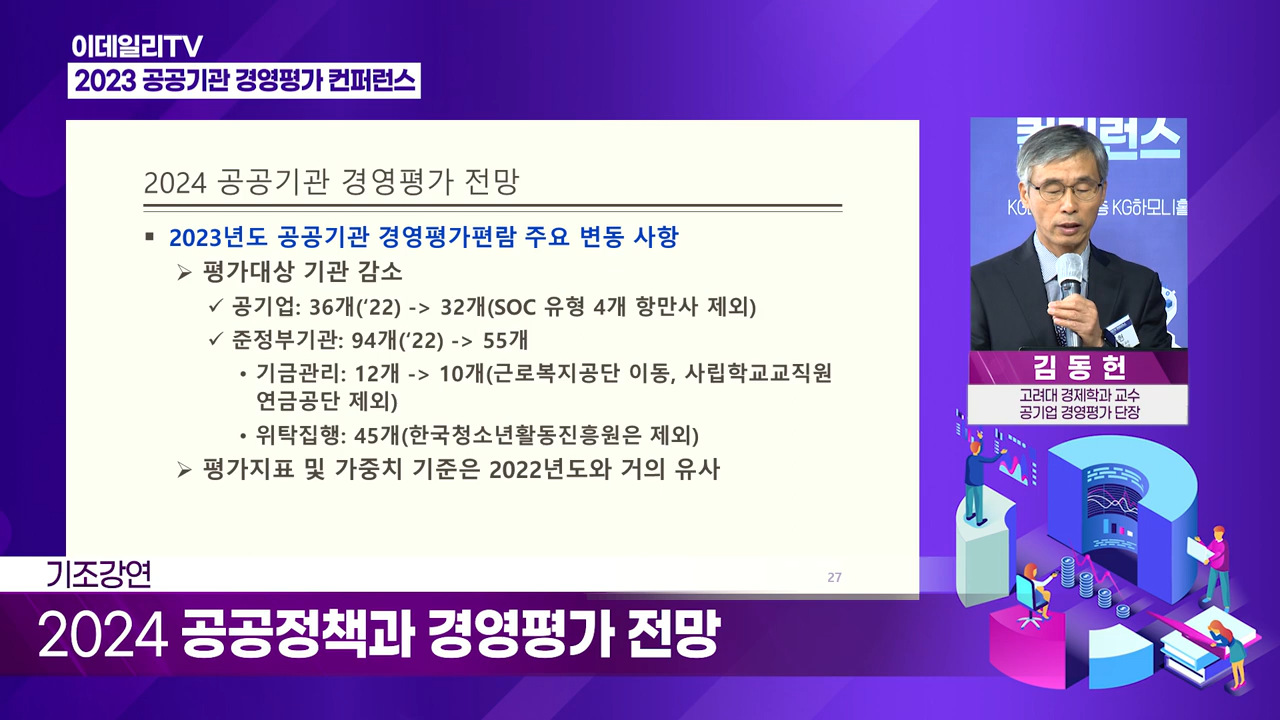 이데일리TV
2023 공공기관 경영평가 컨퍼런스
2024 공공기관 경영평가 전망
▪ 2023년도 공공기관 경영평가편람 주요 변동 사항
➢ 평가대상 기관 감소
✓ 공기업: 36개(‘22) -> 32개(SOC 유형 4개 항만사 제외)
✓ 준정부기관: 94개(‘22) -> 55개
• 기금관리: 12개 -> 10개(근로복지공단 이동, 사립학교교직원
연금공단 제외)
• 위탁집행: 45개(한국청소년활동진흥원은 제외)
➢ 평가지표 및 가중치 기준은 2022년도와 거의 유사
27
KG하모니홀
김동헌
고려대 경제학과 교수
공기업 경영평가 단장
기조강연
2024 공공정책과 경영평가 전망